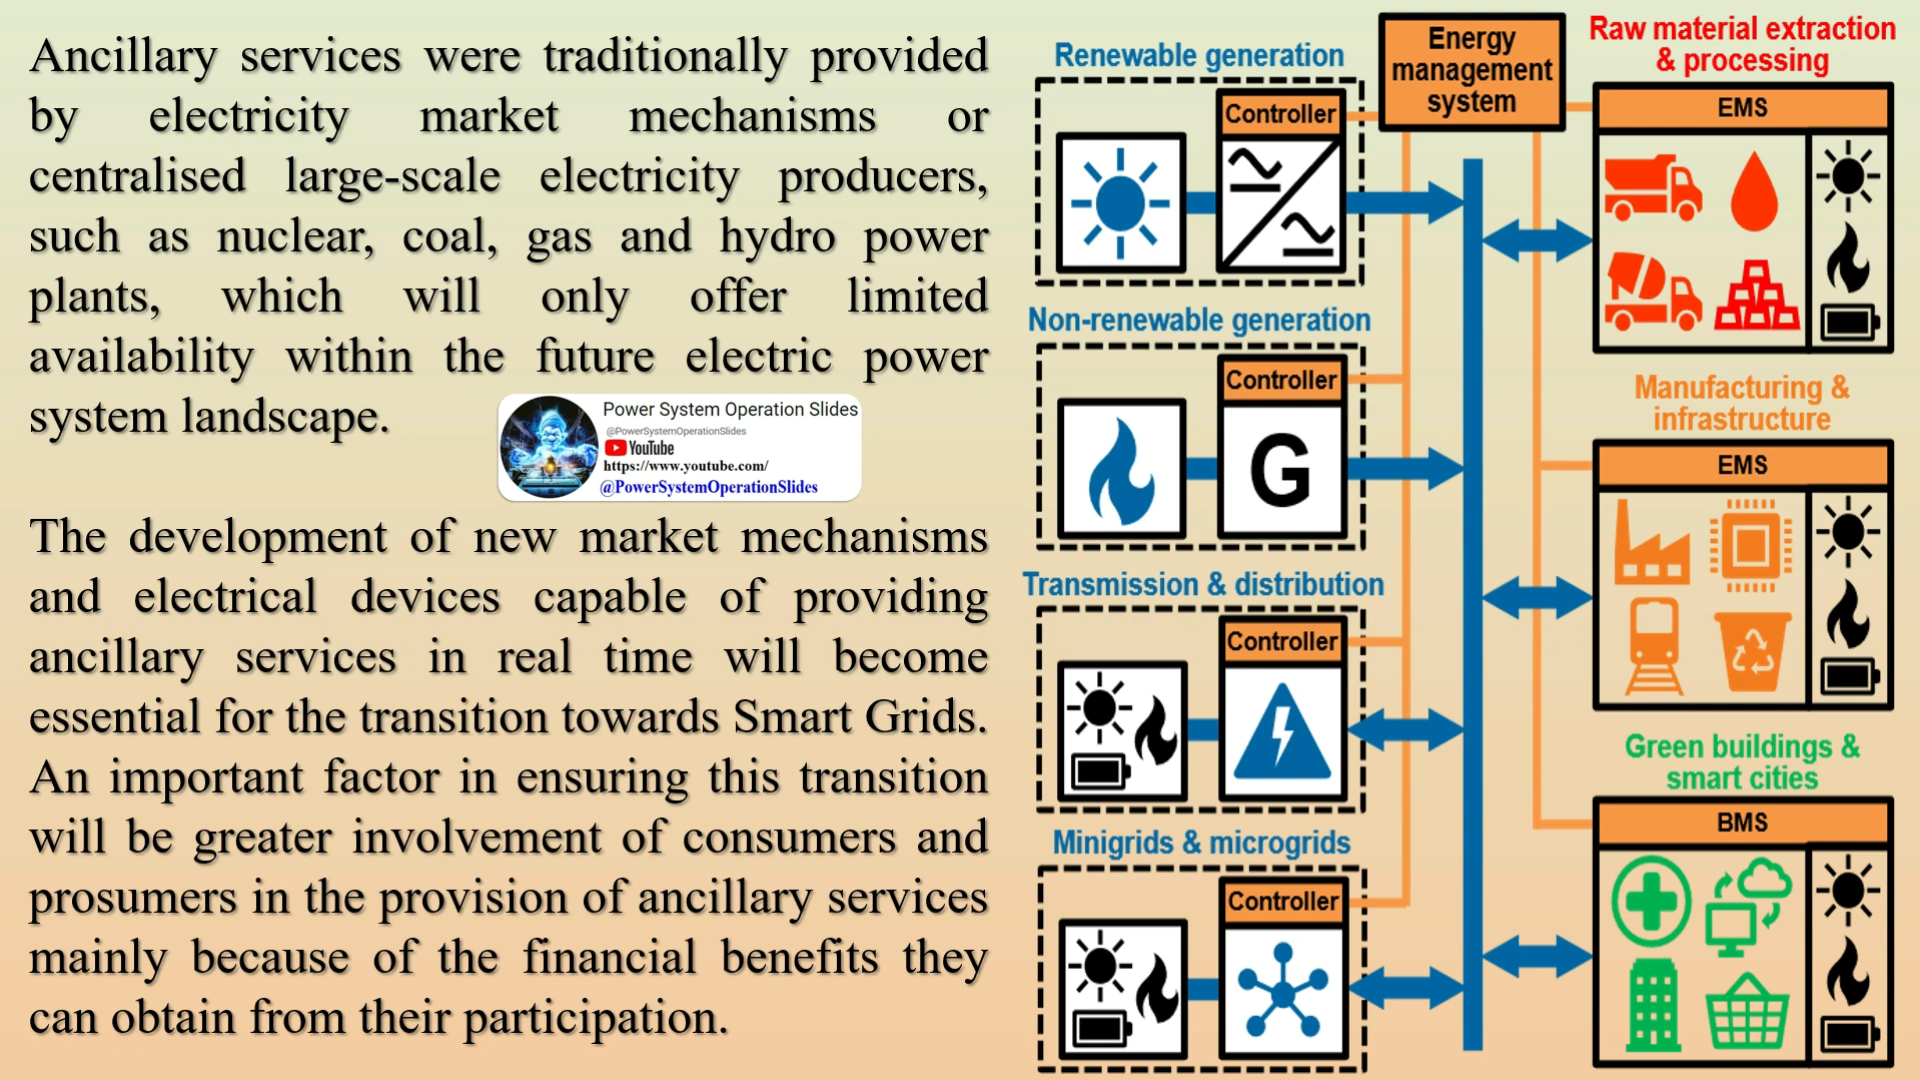 Ancillary services were traditionally provided
by electricity market mechanisms or
centralised large-scale electricity producers,
such as nuclear, coal, gas and hydro power
plants, which will only offer limited
availability within the future electric power
system landscape.
Power System Operation Slides
@PowerSystemOperationSlides
YouTube
https://www.youtube.com/
@PowerSystemOperationSlides
The development of new market mechanisms
and electrical devices capable of providing
ancillary services in real time will become
essential for the transition towards Smart Grids.
An important factor in ensuring this transition
will be greater involvement of consumers and
prosumers in the provision of ancillary services
mainly because of the financial benefits they
can obtain from their participation.
Renewable generation
Controller
Non-renewable generation
Controller
G
Transmission & distribution
Controller
Minigrids & microgrids
Controller
Energy
management
system
Raw material extraction
& processing
EMS
Manufacturing &
infrastructure
EMS
Green buildings &
smart cities
BMS